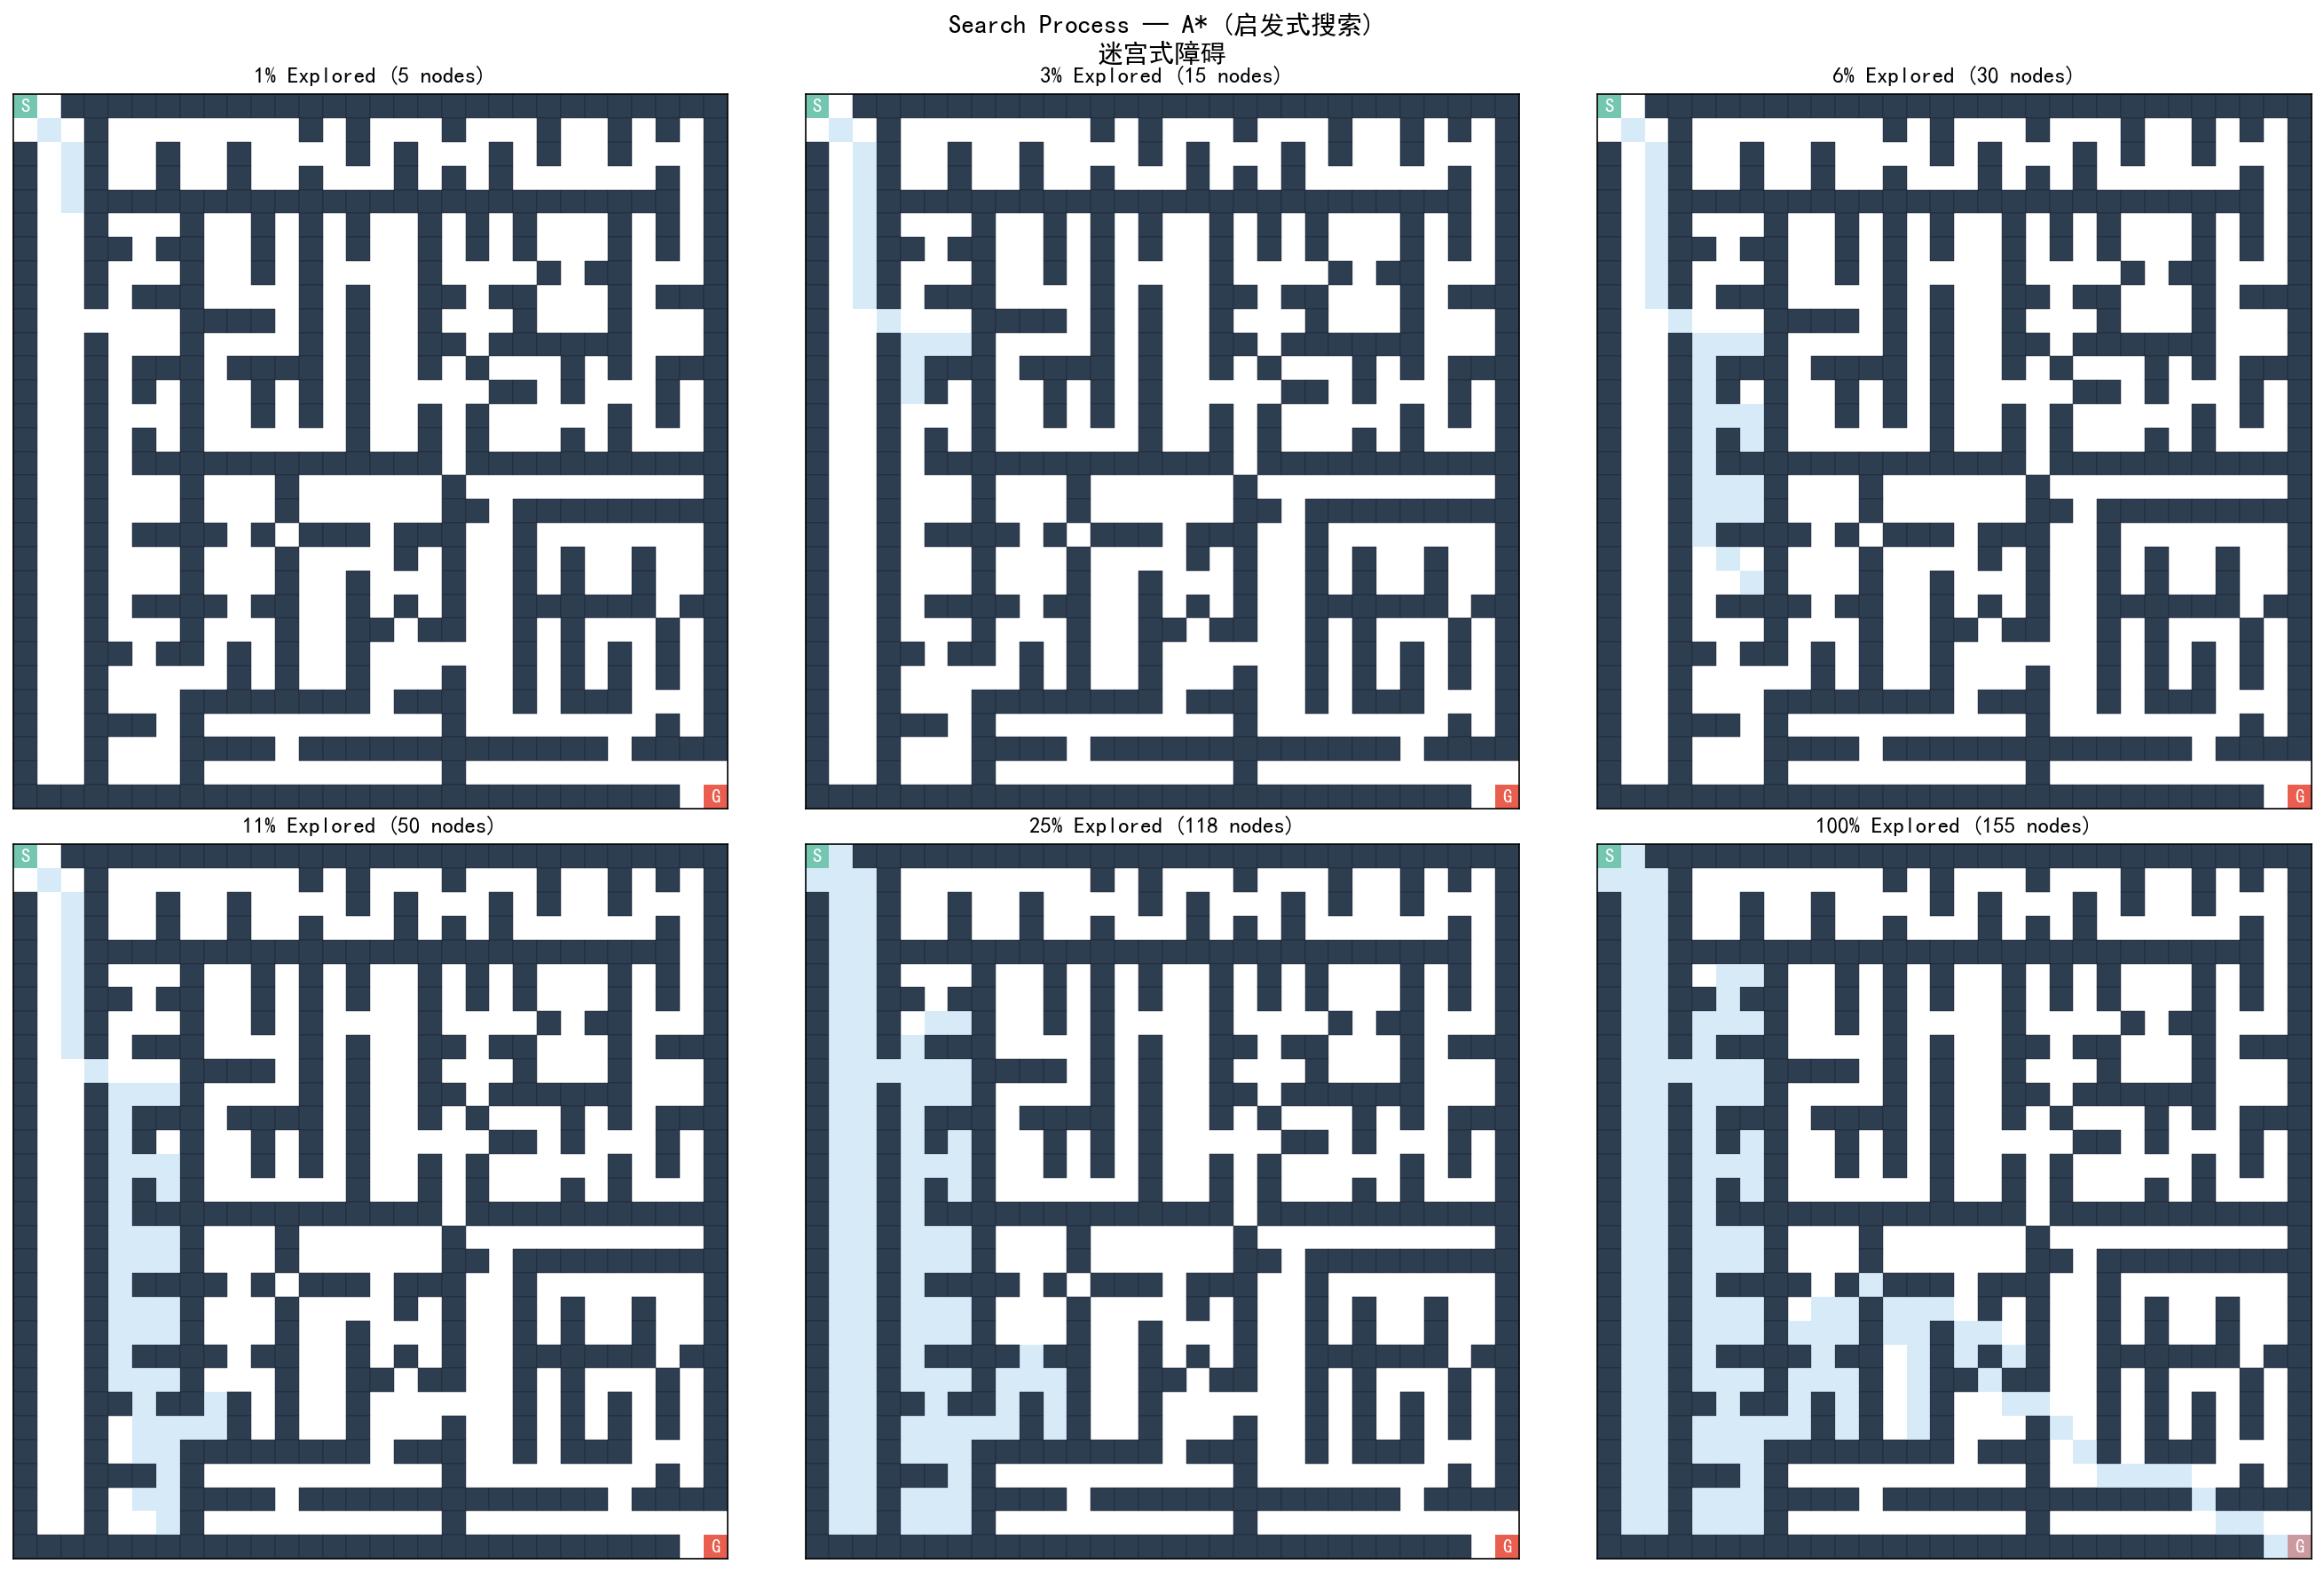 Search Process — A* (启发式搜索)
迷宫式障碍
1% Explored (5 nodes)
3% Explored (15 nodes)
6% Explored (30 nodes)
S
S
S
G
G
G
11% Explored (50 nodes)
25% Explored (118 nodes)
100% Explored (155 nodes)
S
S
S
G
G
G